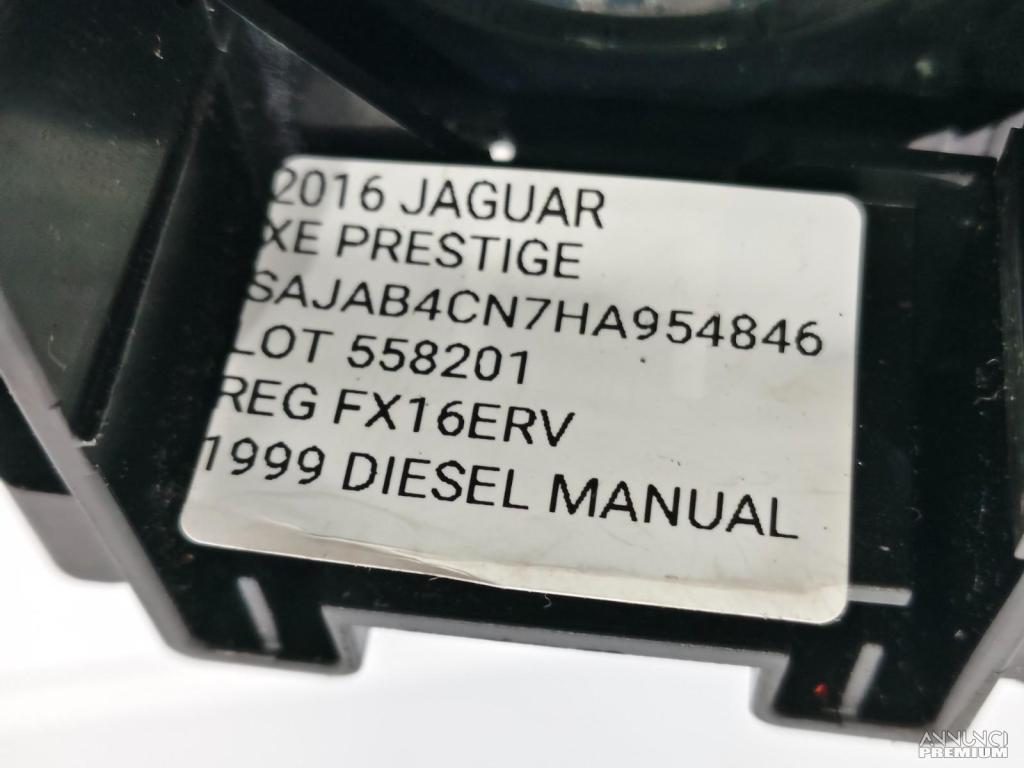 2016 JAGUAR
XE PRESTIGE
SAJAB4CN7HA954846
LOT 558201
REG FX16ERV
1999 DIESEL MANUAL
ANNUNCI
PREMIUM